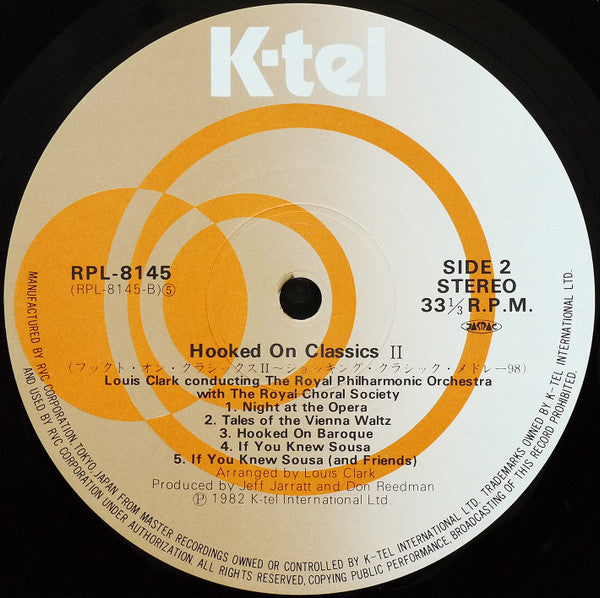 K-tel
RPL-8145
(RPL-8145-B)⑤
SIDE 2
STEREO
33⅓ R.P.M.
JASRAC
Hooked On Classics II
(フックト・オン・クラシックスII〜ショッキング・クラシック・メドレー98)
Louis Clark conducting The Royal Philharmonic Orchestra
with The Royal Choral Society
1. Night at the Opera
2. Tales of the Vienna Waltz
3. Hooked On Baroque
4. If You Knew Sousa
5. If You Knew Sousa (and Friends)
Arranged by Louis Clark
Produced by Jeff Jarratt and Don Reedman
Ⓟ 1982 K-tel International Ltd.
MANUFACTURED BY RVC CORPORATION, TOKYO, JAPAN FROM MASTER RECORDINGS OWNED OR CONTROLLED BY K-TEL INTERNATIONAL LTD. TRADEMARKS OWNED BY K-TEL INTERNATIONAL LTD.
AND USED BY RVC CORPORATION UNDER AUTHORIZATION. ALL RIGHTS RESERVED, COPYING PUBLIC PERFORMANCE, BROADCASTING OF THIS RECORD PROHIBITED.